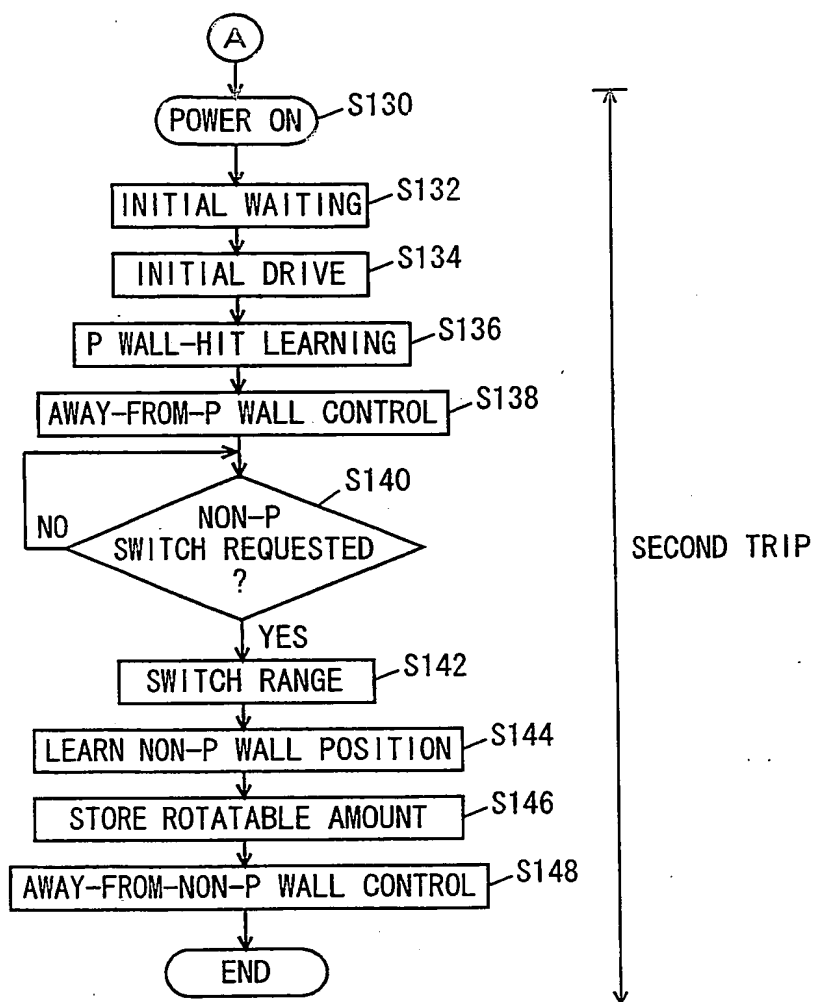 A
POWER ON
S130
INITIAL WAITING
S132
INITIAL DRIVE
S134
P WALL-HIT LEARNING
S136
AWAY-FROM-P WALL CONTROL
S138
S140
NON-P
SWITCH REQUESTED
?
NO
YES
SECOND TRIP
SWITCH RANGE
S142
LEARN NON-P WALL POSITION
S144
STORE ROTATABLE AMOUNT
S146
AWAY-FROM-NON-P WALL CONTROL
S148
END